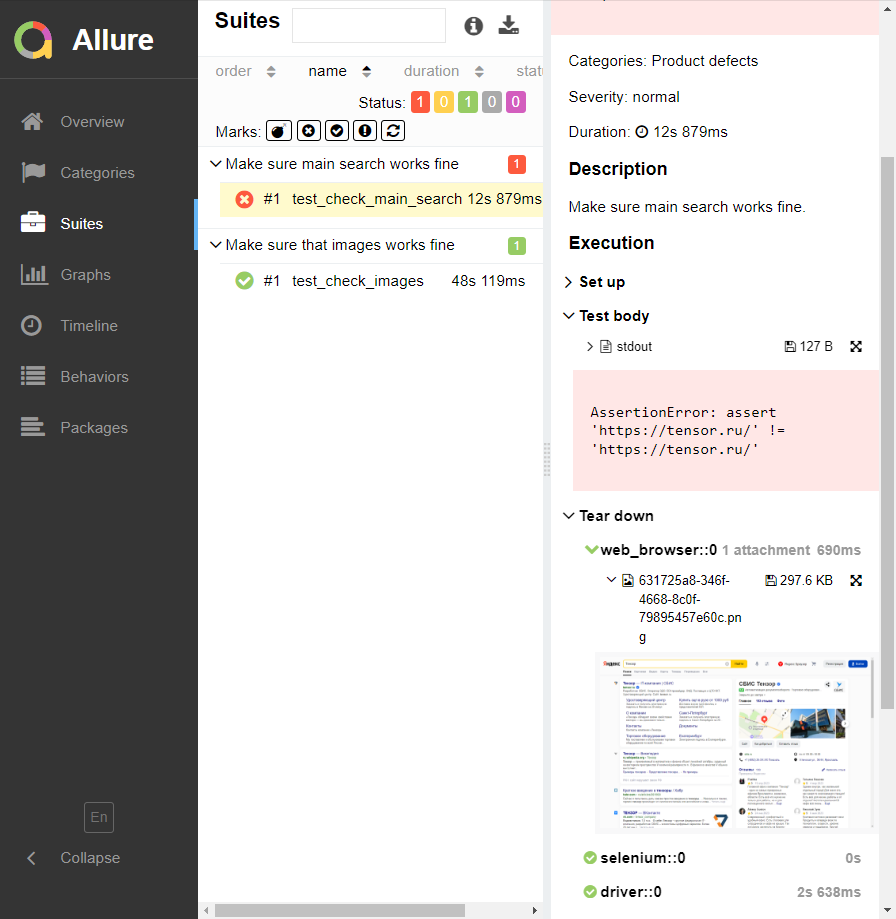 Allure
Overview
Categories
Suites
Graphs
Timeline
Behaviors
Packages
En
Collapse
Suites
order name duration statu
Status: 1 0 1 0 0
Marks:
Make sure main search works fine 1
#1 test_check_main_search 12s 879ms
Make sure that images works fine 1
#1 test_check_images 48s 119ms
Categories: Product defects
Severity: normal
Duration: 12s 879ms
Description
Make sure main search works fine.
Execution
Set up
Test body
stdout 127 B
AssertionError: assert
'https://tensor.ru/' !=
'https://tensor.ru/'
Tear down
web_browser::0 1 attachment 690ms
631725a8-346f- 297.6 KB
4668-8c0f-
79895457e60c.pn
g
Яндекс
СБИС Тензор
selenium::0 0s
driver::0 2s 638ms